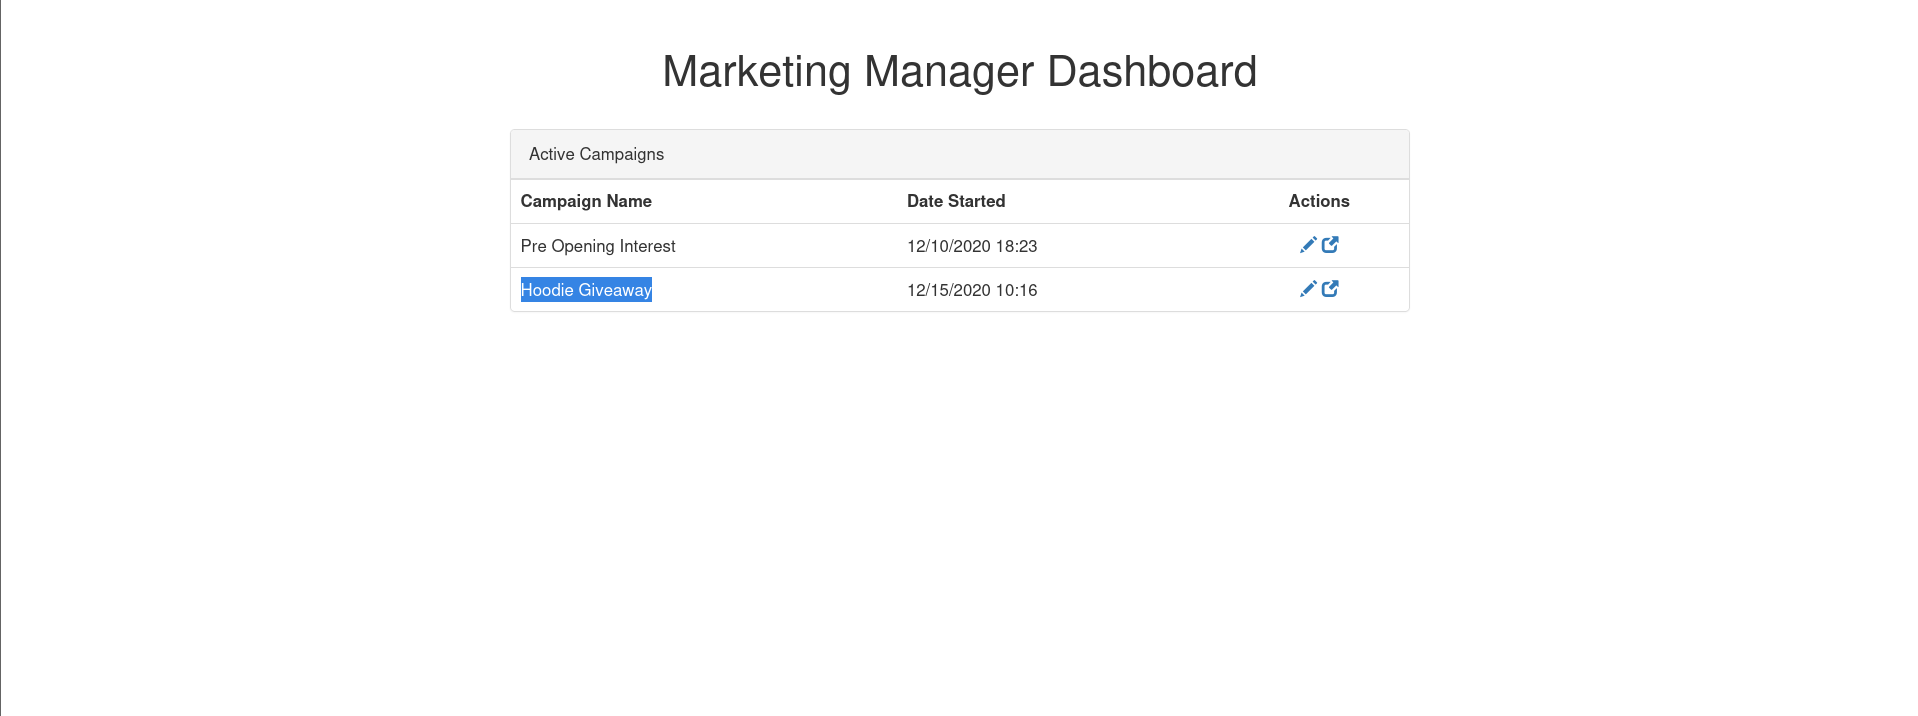 Marketing Manager Dashboard
Active Campaigns
Campaign Name Date Started Actions
Pre Opening Interest 12/10/2020 18:23
Hoodie Giveaway 12/15/2020 10:16